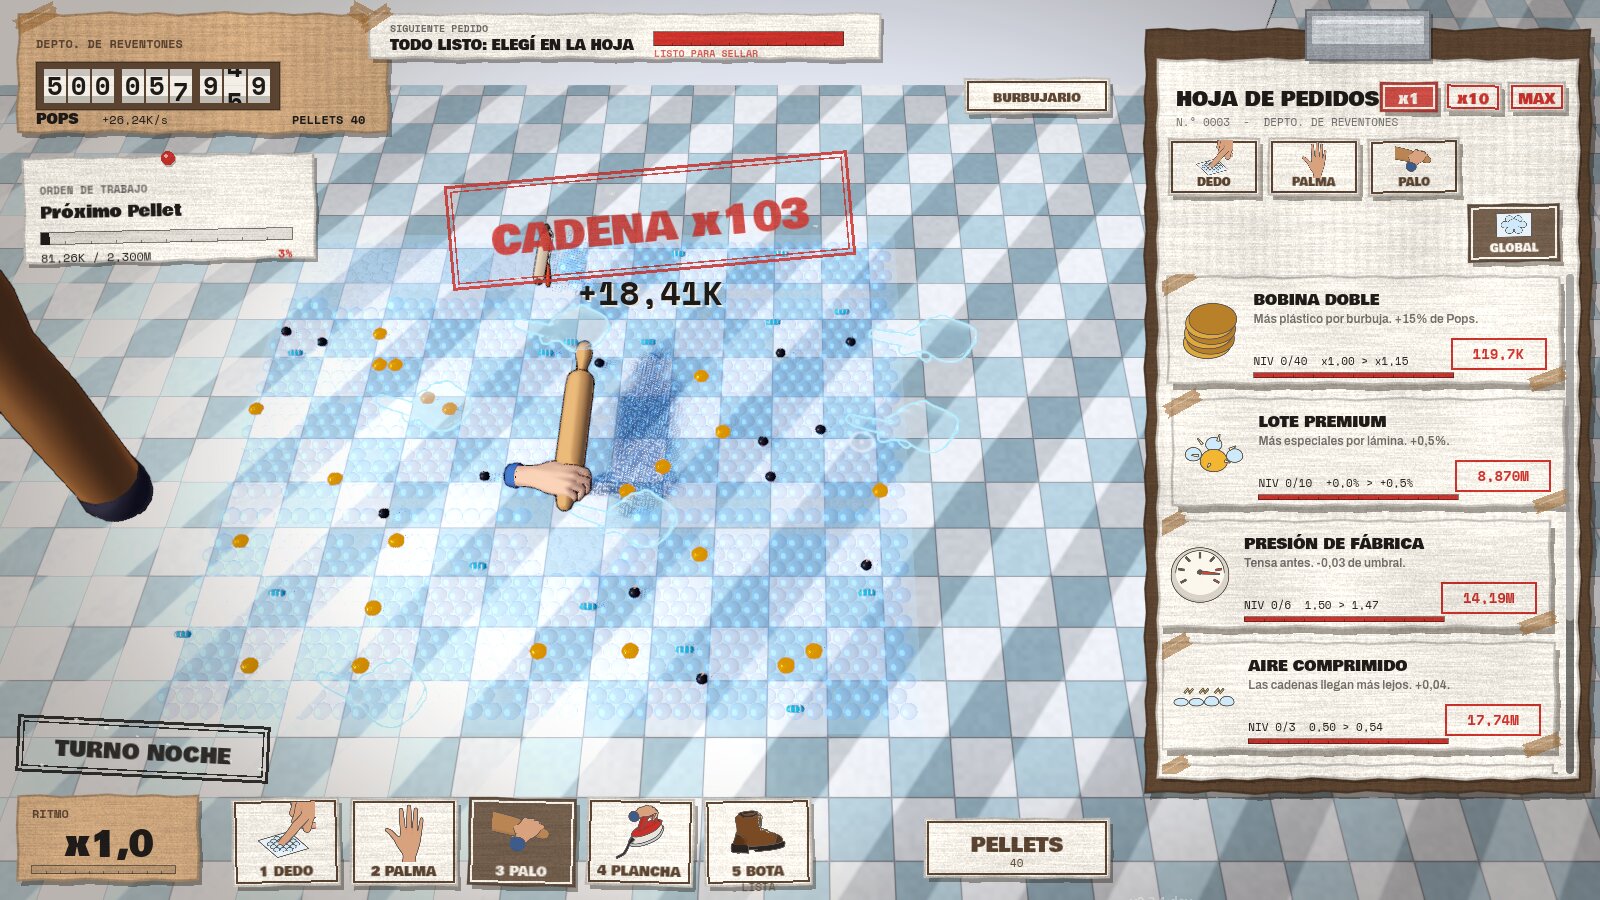 DEPTO. DE REVENTONES
POPS +26,24K/s PELLETS 40
SIGUIENTE PEDIDO
TODO LISTO: ELEGÍ EN LA HOJA
LISTO PARA SELLAR
BURBUJARIO
ORDEN DE TRABAJO
Próximo Pellet
81.26K / 2.300M 3%
CADENA x103
+18,41K
TURNO NOCHE
RITMO
x1,0
1 DEDO
2 PALMA
3 PALO
4 PLANCHA
5 BOTA
LISTA
PELLETS
40
HOJA DE PEDIDOS x1 x10 MAX
N.° 0003 - DEPTO. DE REVENTONES
DEDO PALMA PALO
GLOBAL
BOBINA DOBLE
Más plástico por burbuja. +15% de Pops.
NIV 0/40 x1,00 > x1,15 119,7K
LOTE PREMIUM
Más especiales por lámina. +0,5%.
NIV 0/10 +0,0% > +0,5% 8,870M
PRESIÓN DE FÁBRICA
Tensa antes. -0,03 de umbral.
NIV 0/6 1,50 > 1,47 14,19M
AIRE COMPRIMIDO
Las cadenas llegan más lejos. +0,04.
NIV 0/3 0,50 > 0,54 17,74M